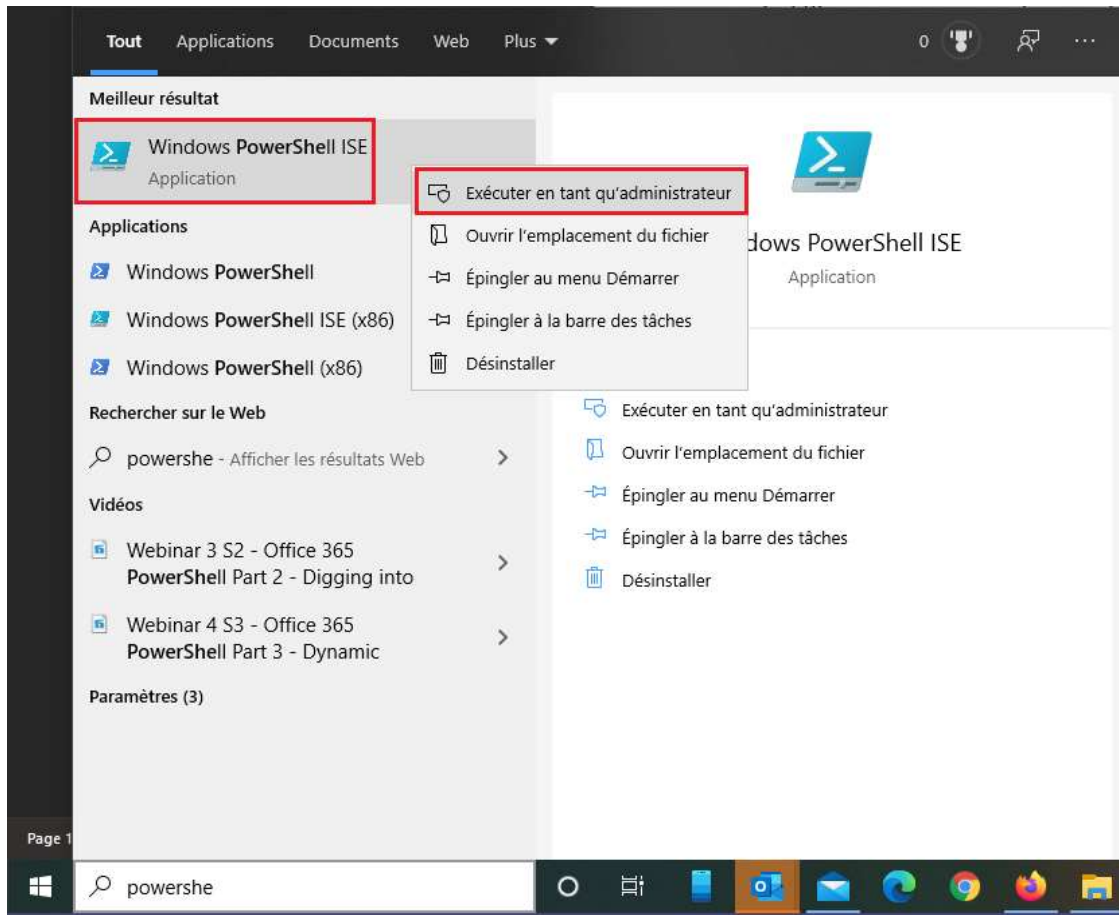 Tout Applications Documents Web Plus 0
Meilleur résultat
Windows PowerShell ISE
Application
Exécuter en tant qu'administrateur
Ouvrir l'emplacement du fichier
Épingler au menu Démarrer
Épingler à la barre des tâches
Désinstaller
Applications
Windows PowerShell
Windows PowerShell ISE (x86)
Windows PowerShell (x86)
Rechercher sur le Web
powershe - Afficher les résultats Web
Vidéos
Webinar 3 S2 - Office 365
PowerShell Part 2 - Digging into
Webinar 4 S3 - Office 365
PowerShell Part 3 - Dynamic
Paramètres (3)
dows PowerShell ISE
Application
Exécuter en tant qu'administrateur
Ouvrir l'emplacement du fichier
Épingler au menu Démarrer
Épingler à la barre des tâches
Désinstaller
Page 1
powershe